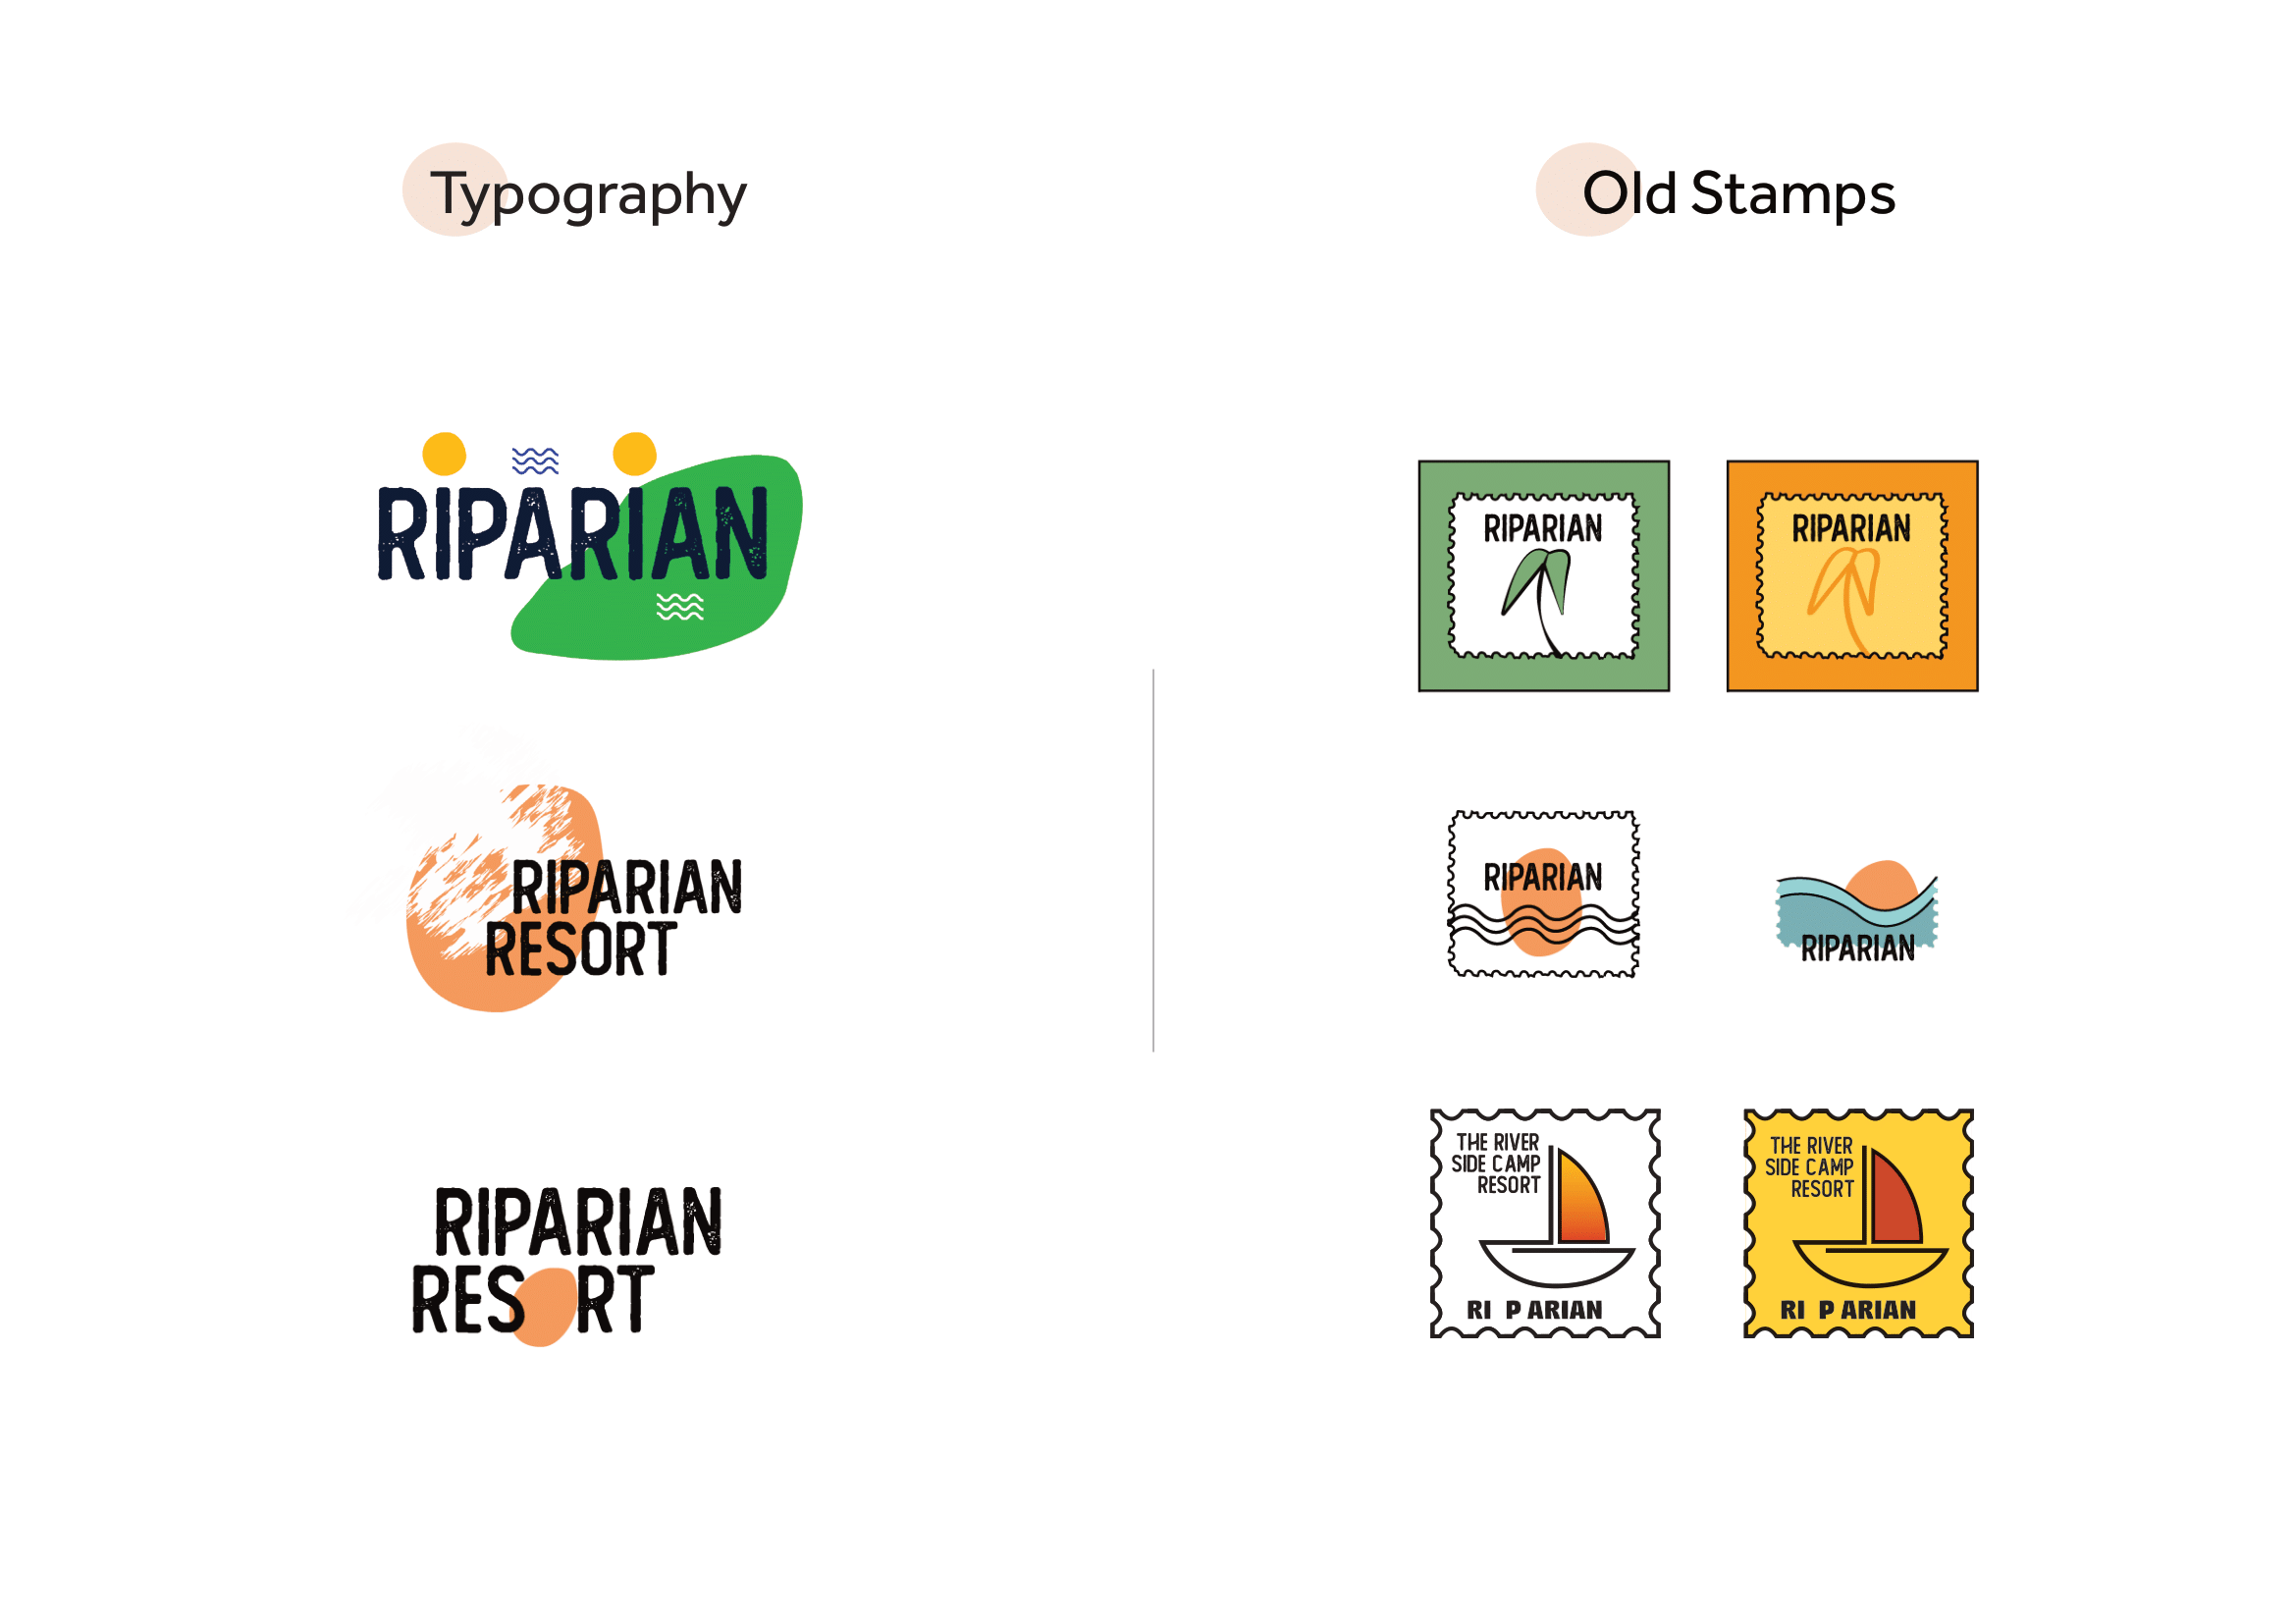 Typography
RIPARIAN
RIPARIAN
RESORT
RIPARIAN
RES RT
Old Stamps
RIPARIAN
RIPARIAN
RIPARIAN
RIPARIAN
THE RIVER
SIDE CAMP
RESORT
RI P ARIAN
THE RIVER
SIDE CAMP
RESORT
RI P ARIAN